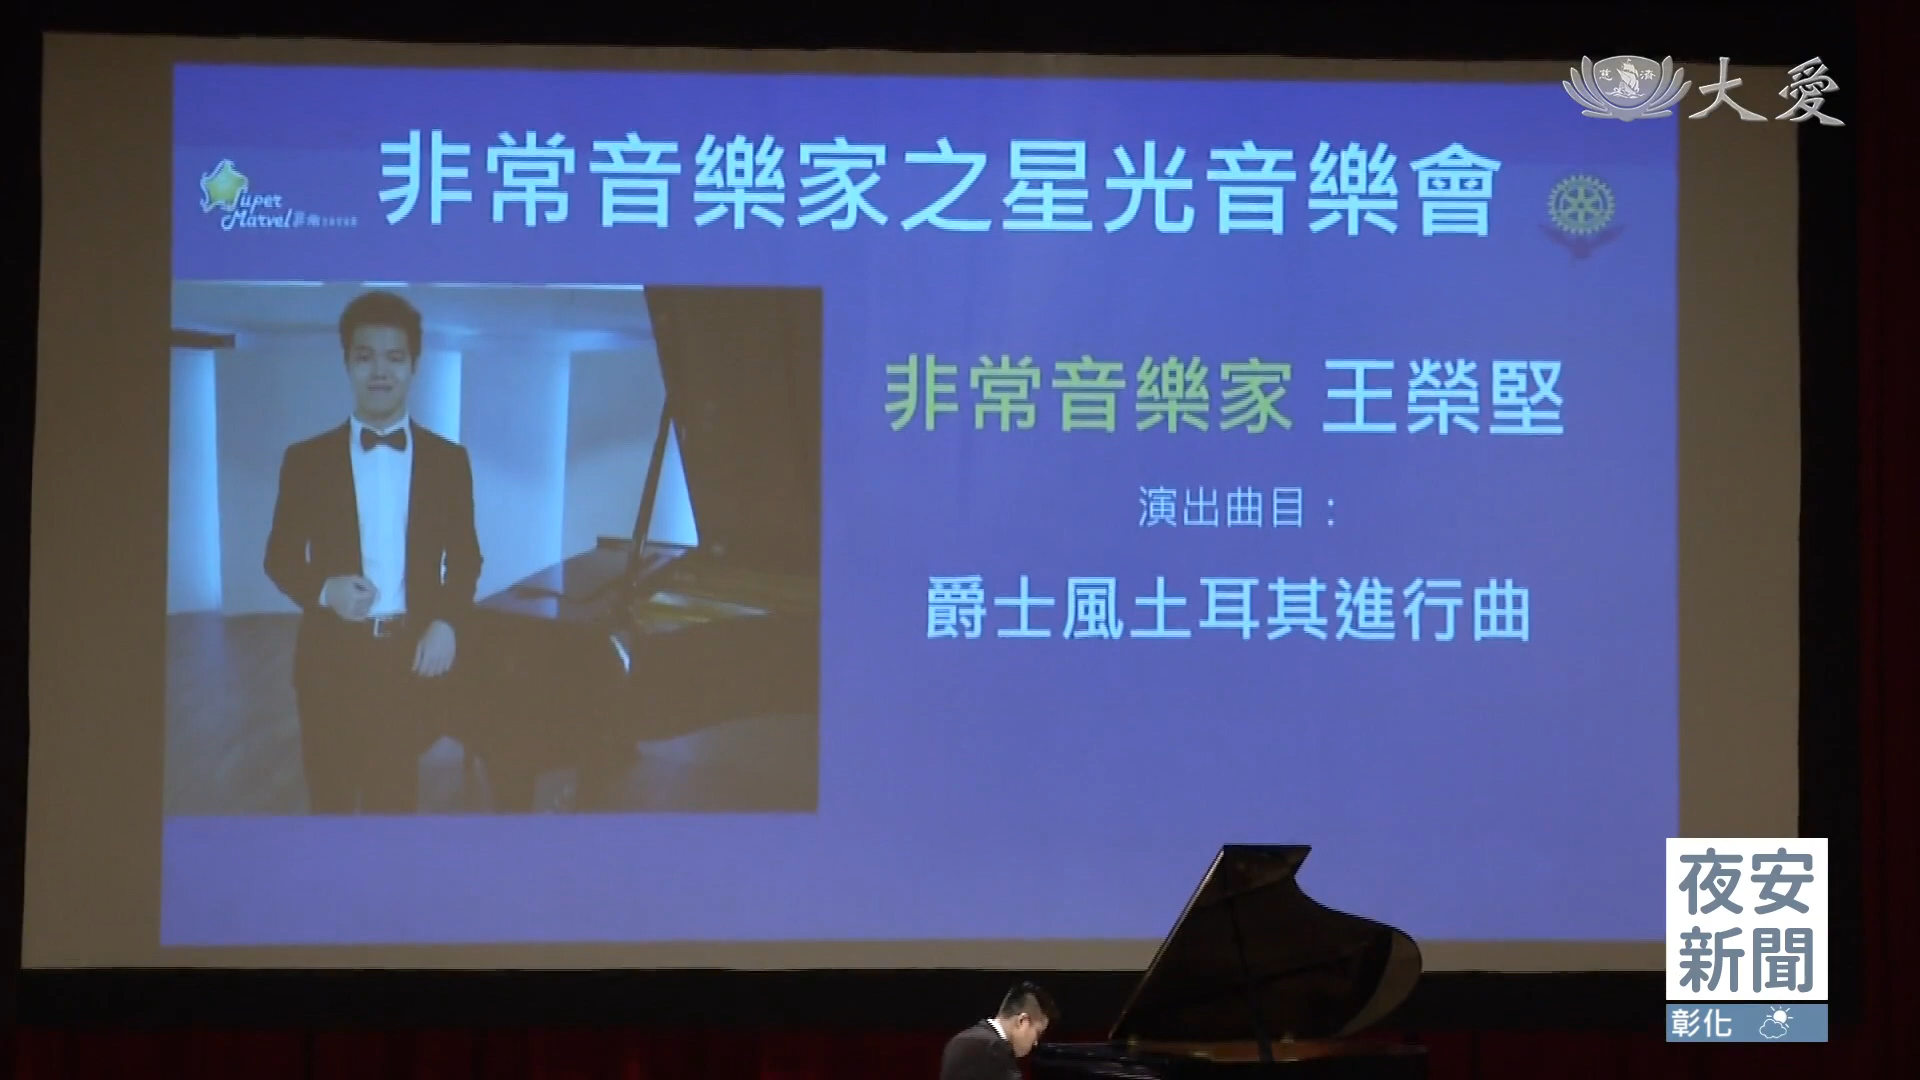 慈濟
大愛
非常音樂家之星光音樂會
Super
Marvel
非常音樂家 王榮堅
演出曲目：
爵士風土耳其進行曲
夜安
新聞
彰化